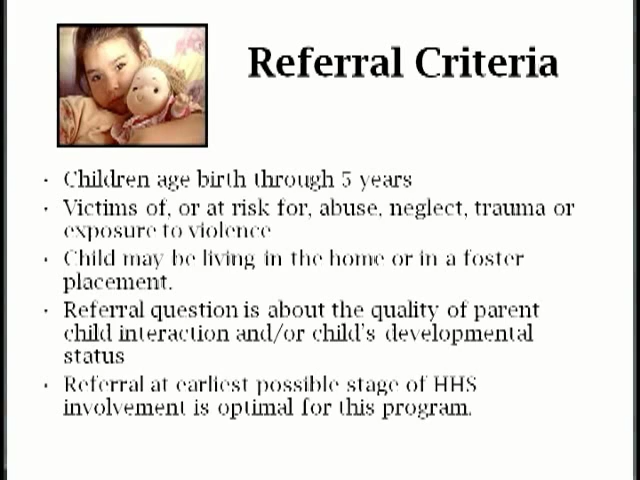 Referral Criteria
· Children age birth through 5 years
· Victims of, or at risk for, abuse, neglect, trauma or
exposure to violence
· Child may be living in the home or in a foster
placement.
· Referral question is about the quality of parent
child interaction and/or child's developmental
status
· Referral at earliest possible stage of HHS
involvement is optimal for this program.